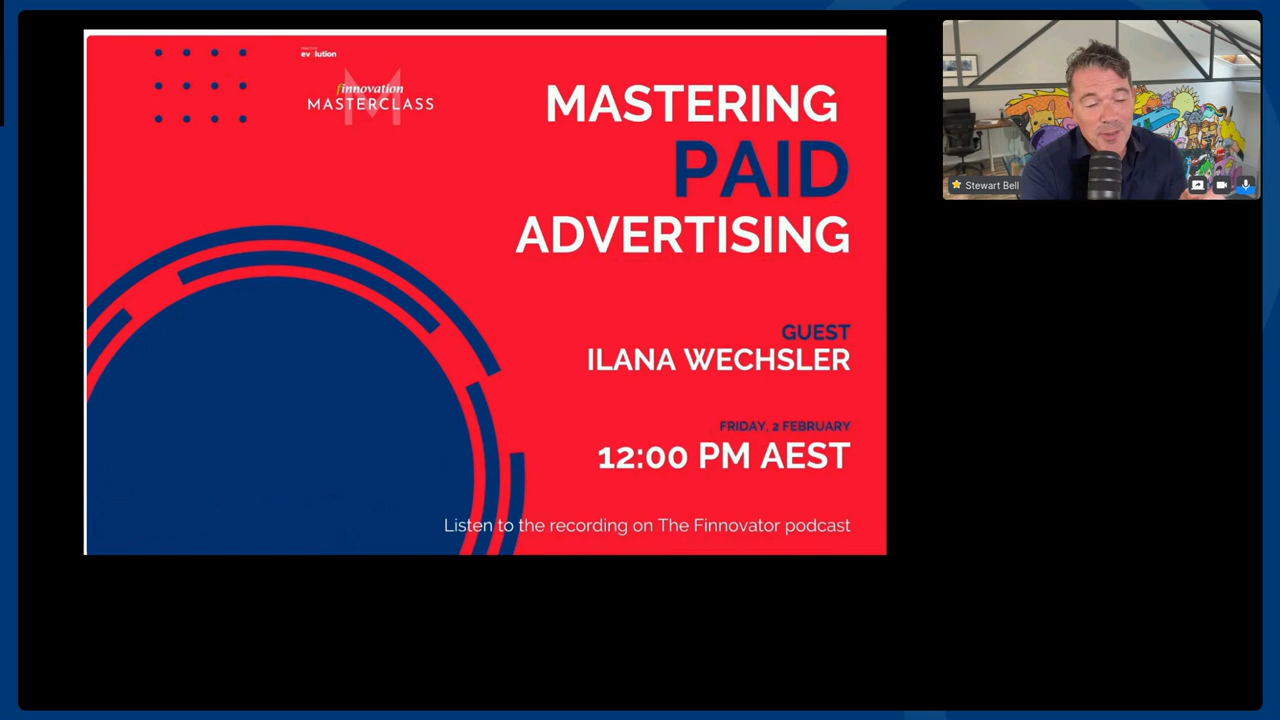 evolution
finnovation
MASTERCLASS
MASTERING
PAID
ADVERTISING
GUEST
ILANA WECHSLER
FRIDAY, 2 FEBRUARY
12:00 PM AEST
Listen to the recording on The Finnovator podcast
Stewart Bell